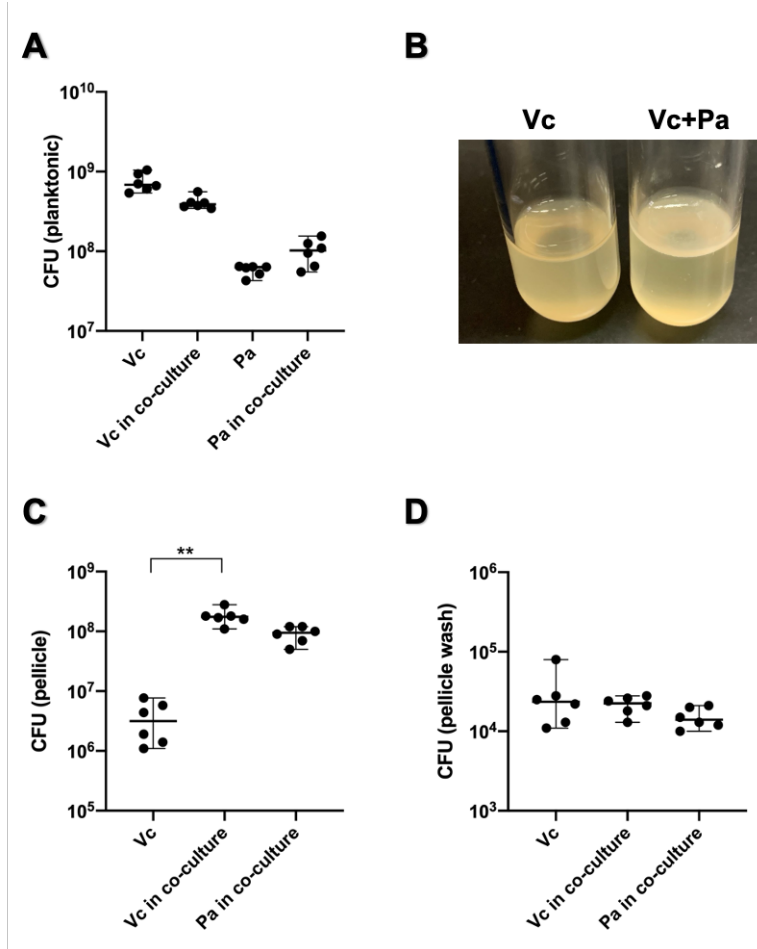 A
CFU (planktonic)
10^10
10^9
10^8
10^7
Vc
Vc in co-culture
Pa
Pa in co-culture
B
Vc Vc+Pa
C
**
CFU (pellicle)
10^9
10^8
10^7
10^6
10^5
Vc
Vc in co-culture
Pa in co-culture
D
CFU (pellicle wash)
10^6
10^5
10^4
10^3
Vc
Vc in co-culture
Pa in co-culture